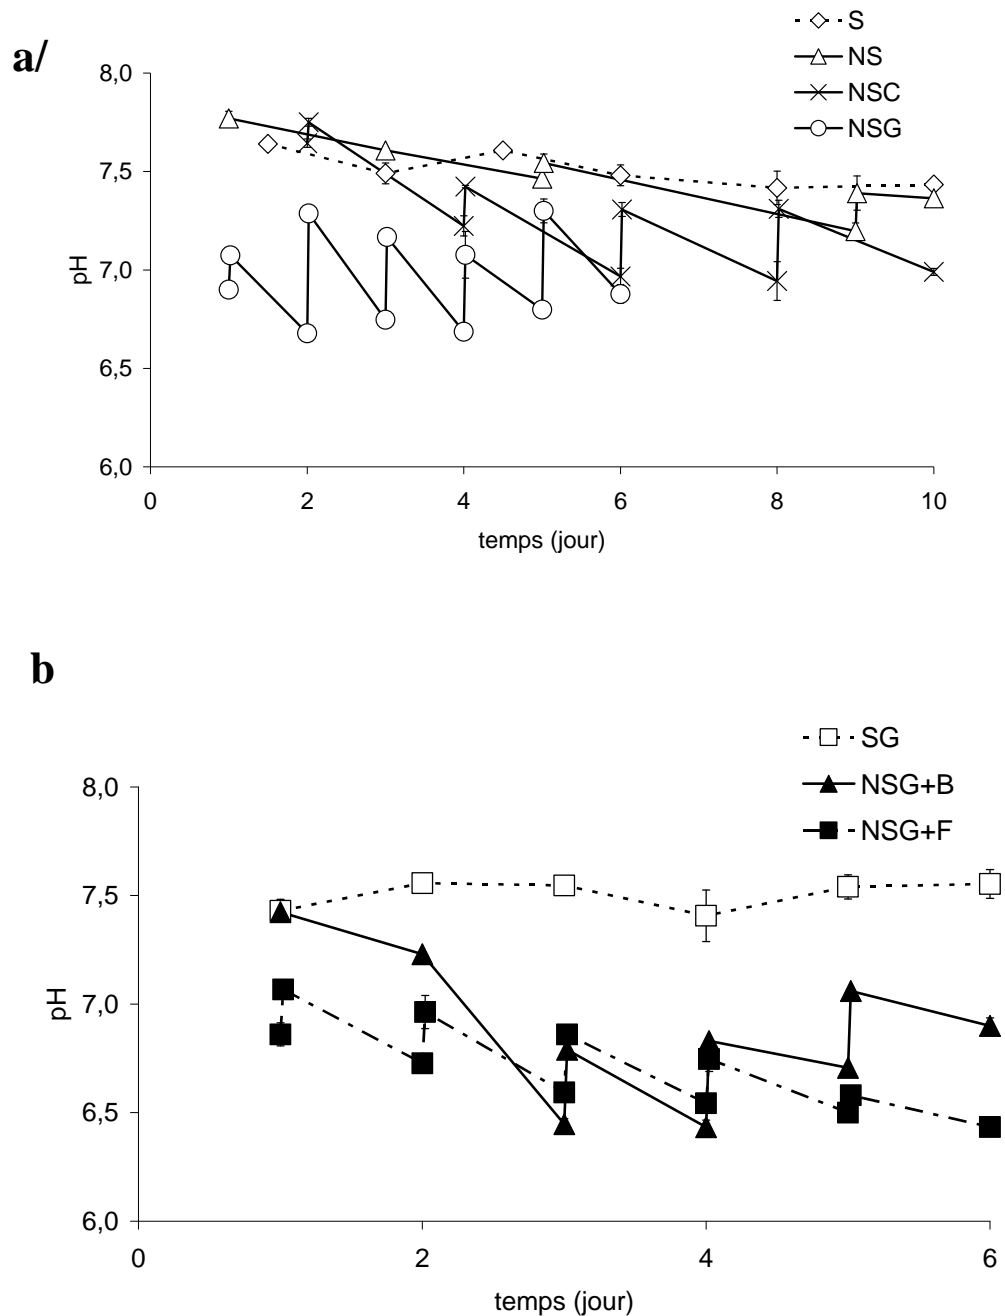 a/
S
NS
NSC
NSG
8,0
7,5
7,0
6,5
6,0
pH
0 2 4 6 8 10
temps (jour)
b
SG
NSG+B
NSG+F
8,0
7,5
7,0
6,5
6,0
pH
0 2 4 6
temps (jour)